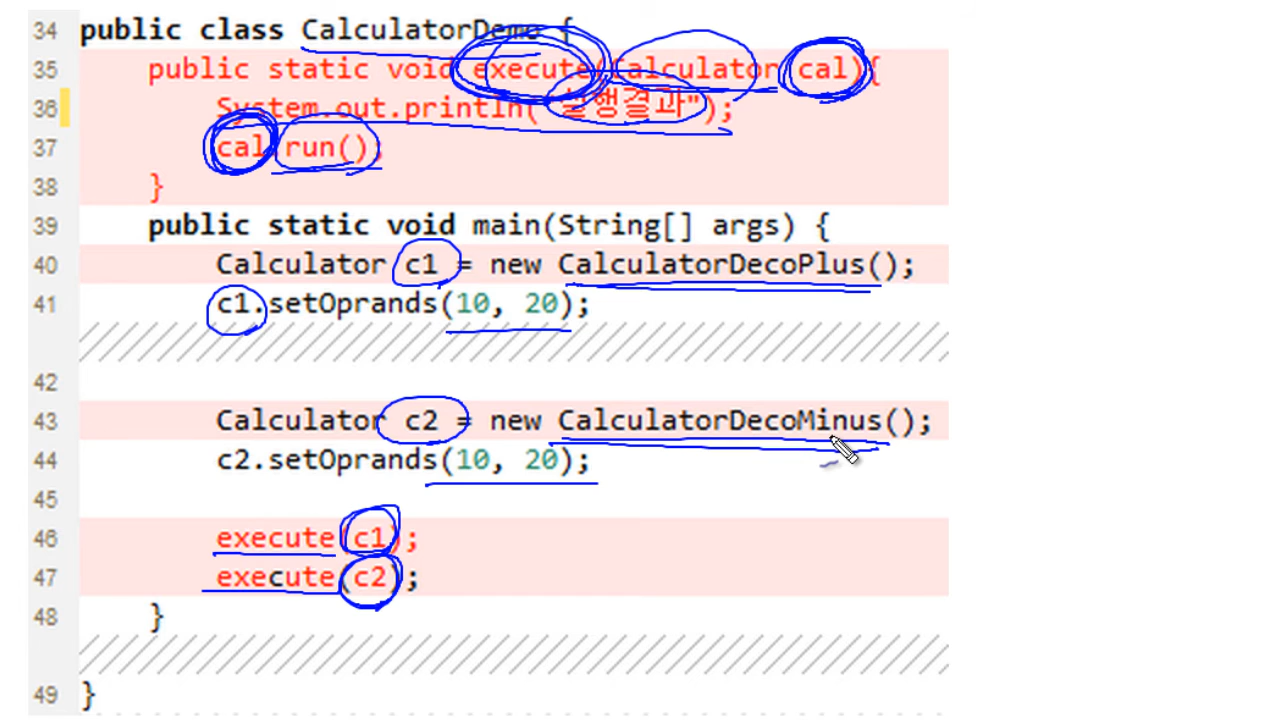 34 public class CalculatorDemo {
35 public static void execute(Calculator cal){
36 System.out.println("실행결과");
37 cal.run();
38 }
39 public static void main(String[] args) {
40 Calculator c1 = new CalculatorDecoPlus();
41 c1.setOprands(10, 20);
42
43 Calculator c2 = new CalculatorDecoMinus();
44 c2.setOprands(10, 20);
45
46 execute(c1);
47 execute(c2);
48 }
49 }